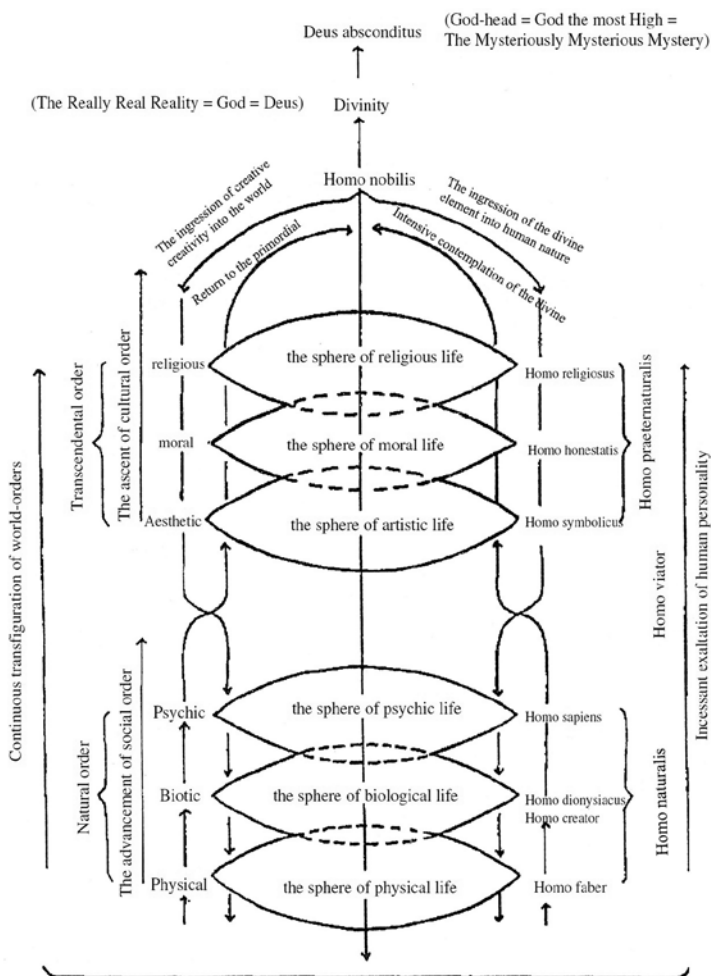 (God-head = God the most High =
Deus absconditus
The Mysteriously Mysterious Mystery)
(The Really Real Reality = God = Deus)
Divinity
Homo nobilis
The ingression of creative
creativity into the world
Return to the primordial
The ingression of the divine
element into human nature
Intensive contemplation of the divine
religious
the sphere of religious life
Homo religiosus
moral
the sphere of moral life
Homo honestatis
Aesthetic
the sphere of artistic life
Homo symbolicus
Transcendental order
The ascent of cultural order
Homo praeternaturalis
Continuous transfiguration of world-orders
Homo viator
Incessant exaltation of human personality
Psychic
the sphere of psychic life
Homo sapiens
Biotic
the sphere of biological life
Homo dionysiacus
Homo creator
Physical
the sphere of physical life
Homo faber
Natural order
The advancement of social order
Homo naturalis